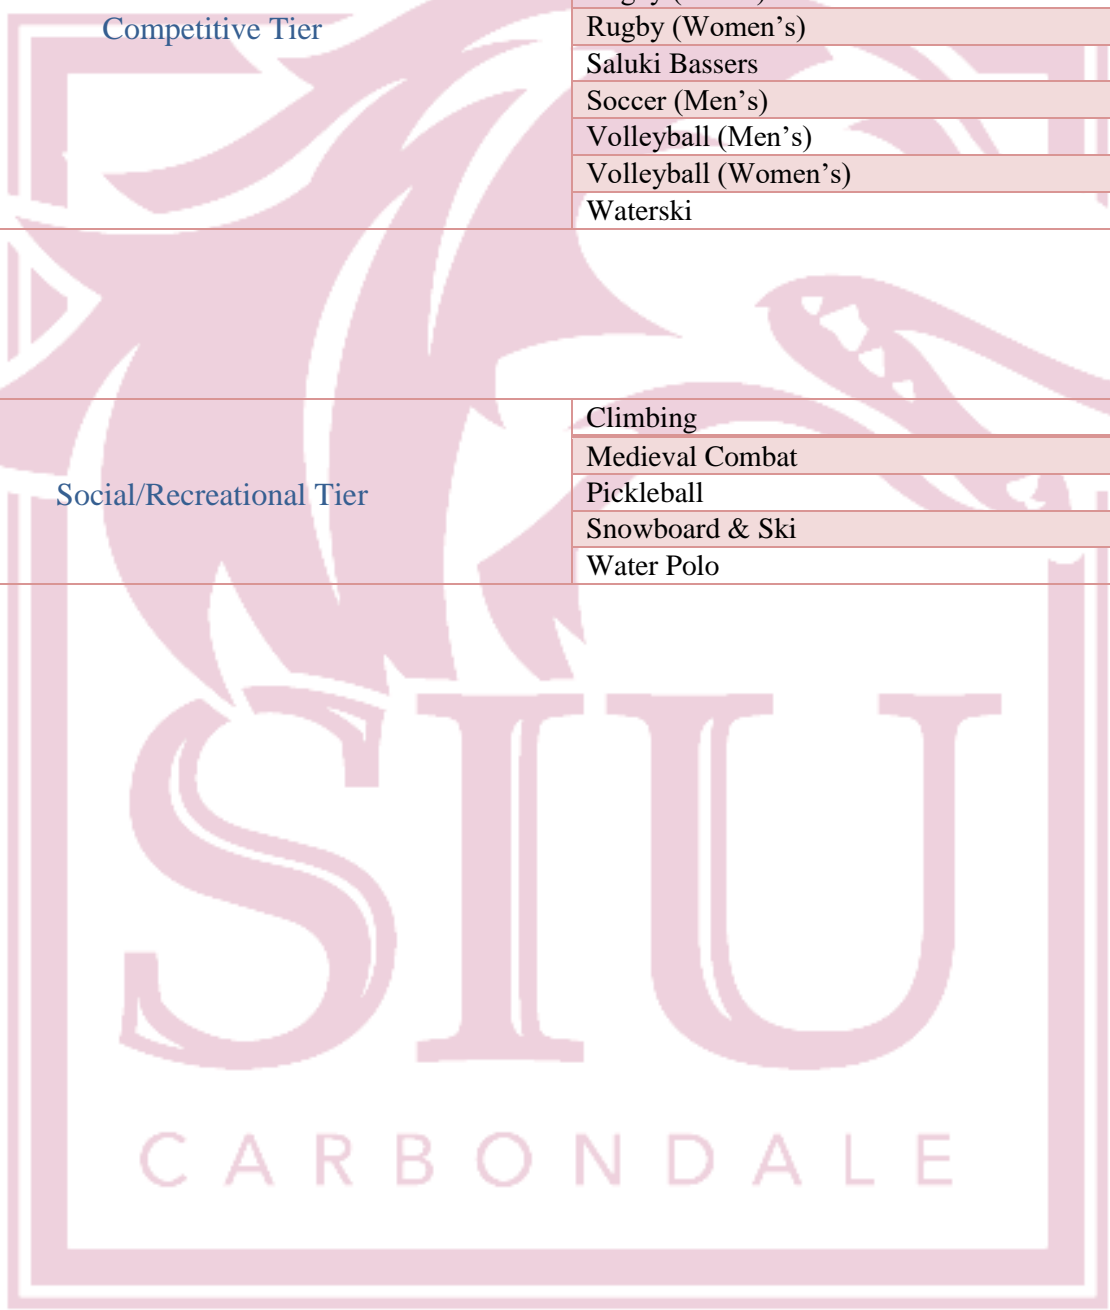 Competitive Tier
Rugby (Women's)
Saluki Bassers
Soccer (Men's)
Volleyball (Men's)
Volleyball (Women's)
Waterski
Social/Recreational Tier
Climbing
Medieval Combat
Pickleball
Snowboard & Ski
Water Polo
SIU
CARBONDALE